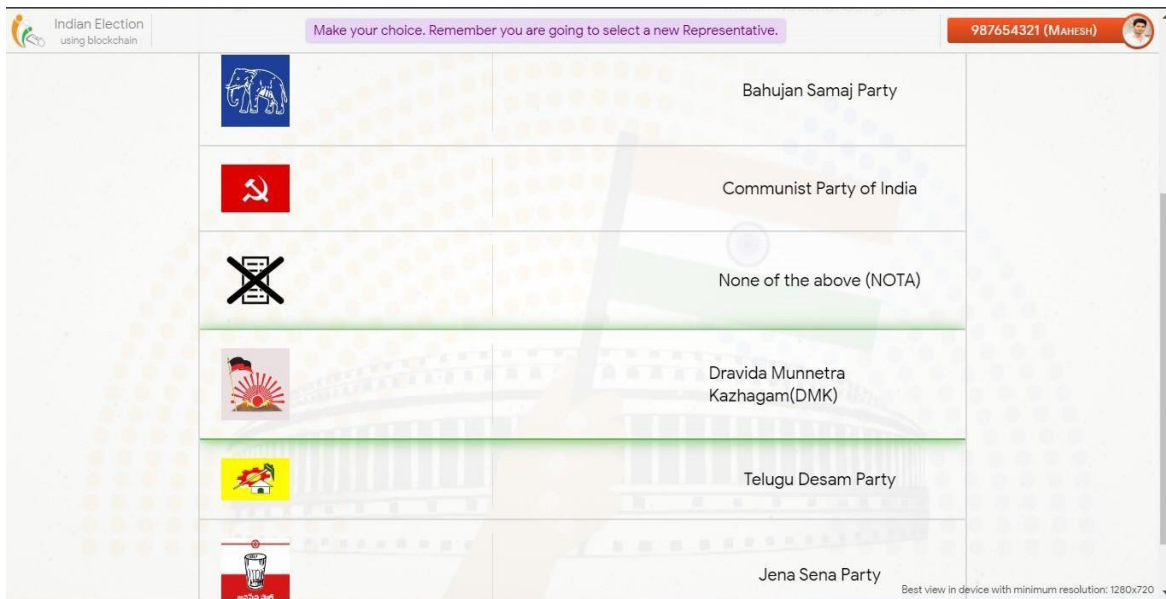 Indian Election
using blockchain
Make your choice. Remember you are going to select a new Representative.
987654321 (MAHESH)
Bahujan Samaj Party
Communist Party of India
None of the above (NOTA)
Dravida Munnetra
Kazhagam(DMK)
Telugu Desam Party
Jena Sena Party
Best view in device with minimum resolution: 1280x720